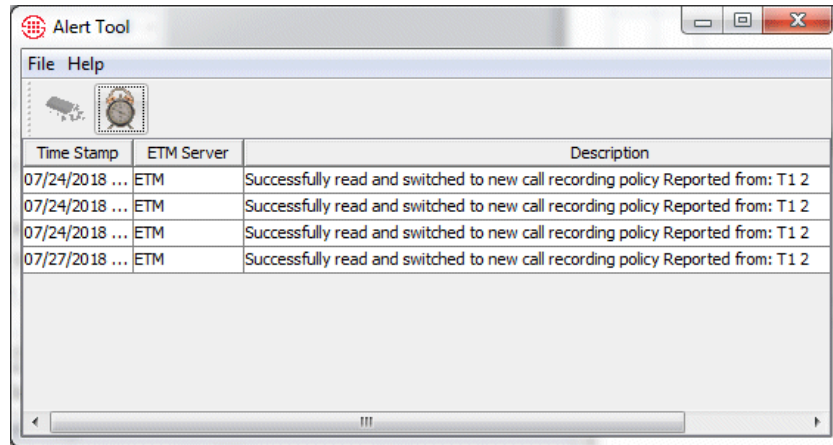 Alert Tool
File Help
Time Stamp ETM Server Description
07/24/2018 ... ETM Successfully read and switched to new call recording policy Reported from: T1 2
07/24/2018 ... ETM Successfully read and switched to new call recording policy Reported from: T1 2
07/24/2018 ... ETM Successfully read and switched to new call recording policy Reported from: T1 2
07/27/2018 ... ETM Successfully read and switched to new call recording policy Reported from: T1 2